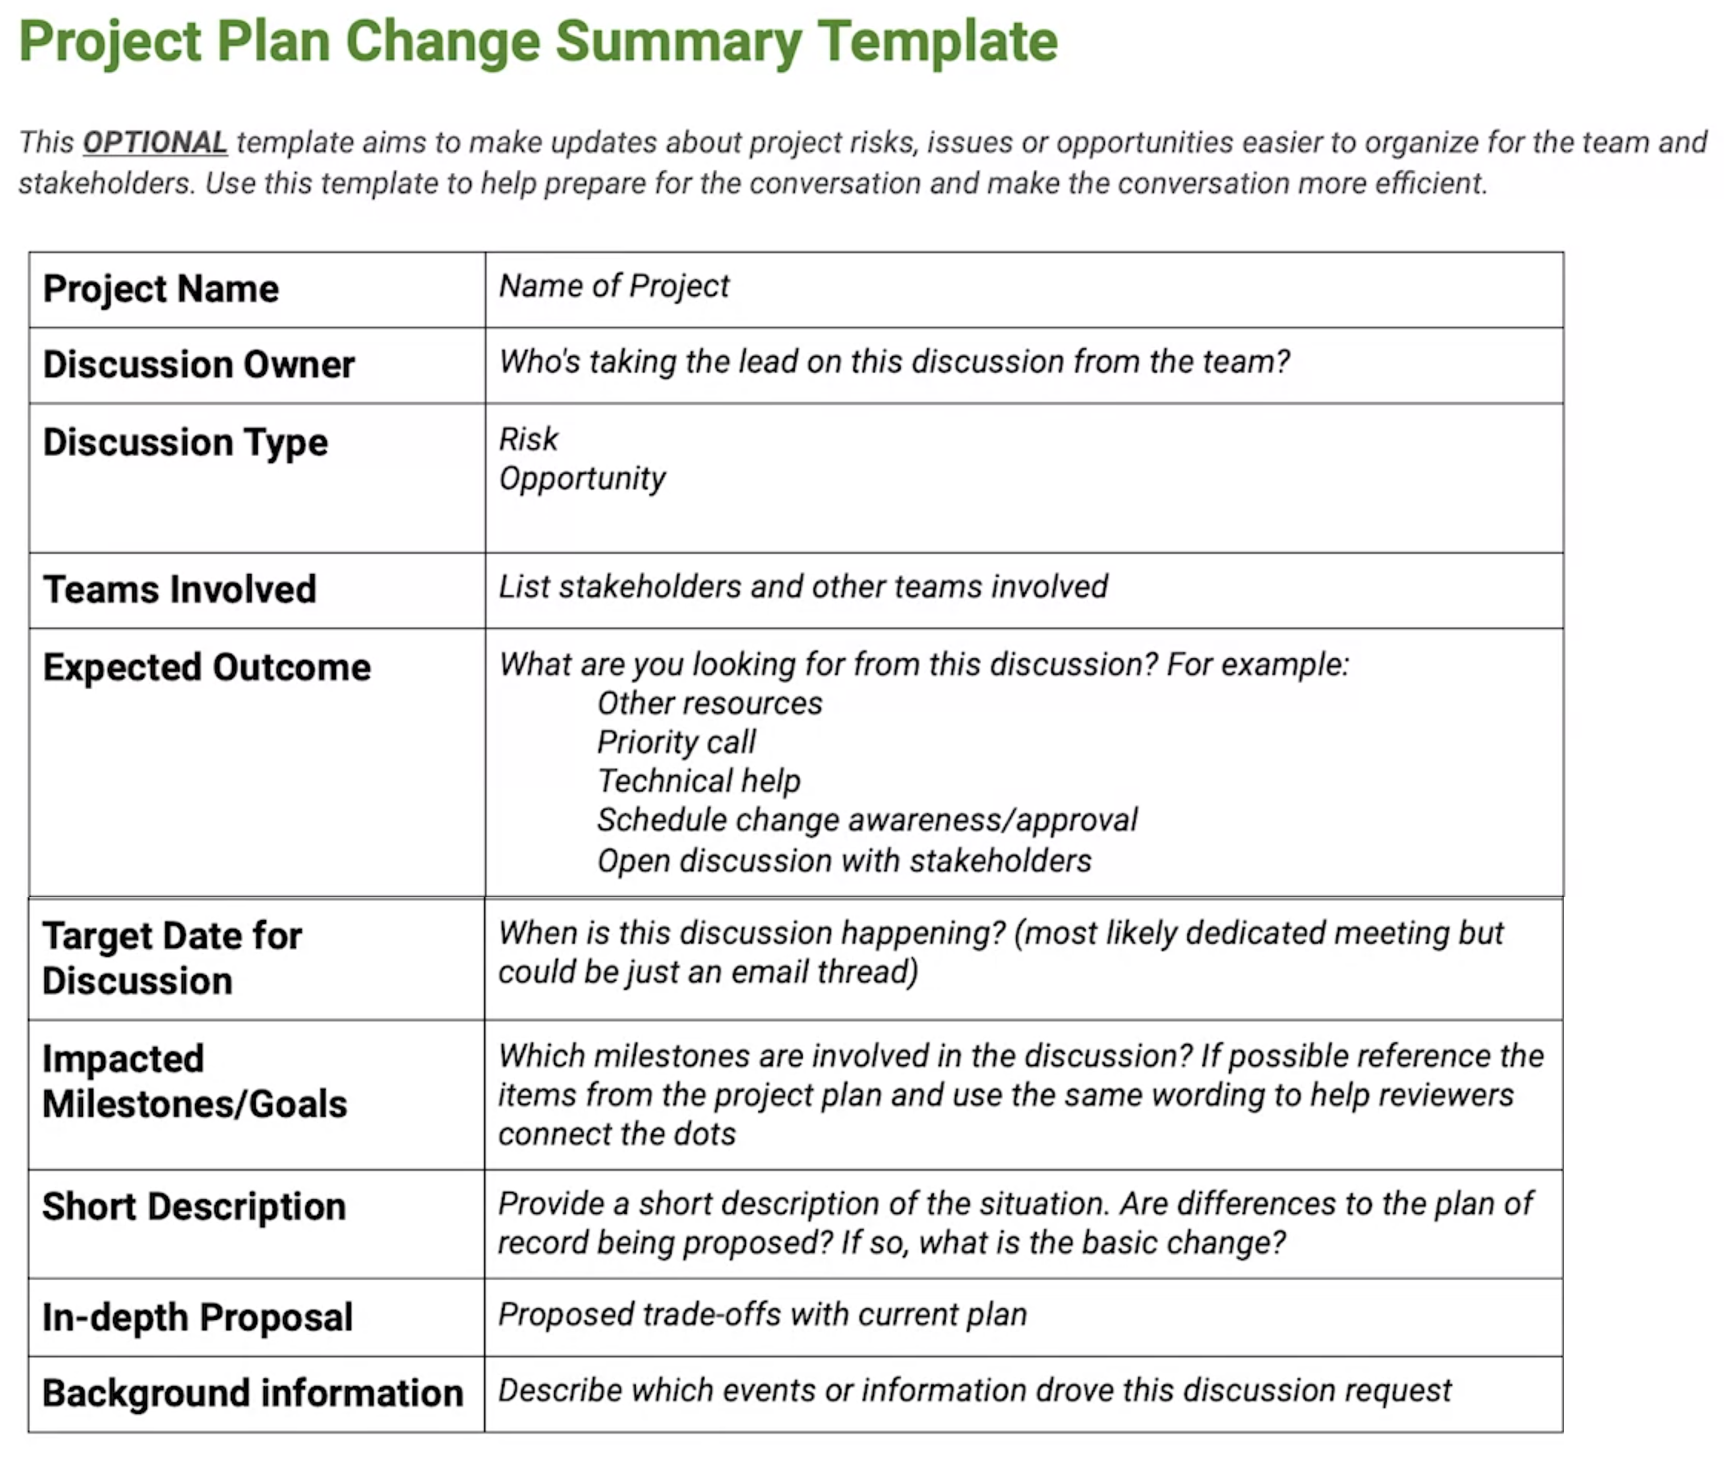 Project Plan Change Summary Template
This OPTIONAL template aims to make updates about project risks, issues or opportunities easier to organize for the team and
stakeholders. Use this template to help prepare for the conversation and make the conversation more efficient.
Project Name
Name of Project
Discussion Owner
Who's taking the lead on this discussion from the team?
Discussion Type
Risk
Opportunity
Teams Involved
List stakeholders and other teams involved
Expected Outcome
What are you looking for from this discussion? For example:
Other resources
Priority call
Technical help
Schedule change awareness/approval
Open discussion with stakeholders
Target Date for
Discussion
When is this discussion happening? (most likely dedicated meeting but
could be just an email thread)
Impacted
Milestones/Goals
Which milestones are involved in the discussion? If possible reference the
items from the project plan and use the same wording to help reviewers
connect the dots
Short Description
Provide a short description of the situation. Are differences to the plan of
record being proposed? If so, what is the basic change?
In-depth Proposal
Proposed trade-offs with current plan
Background information
Describe which events or information drove this discussion request